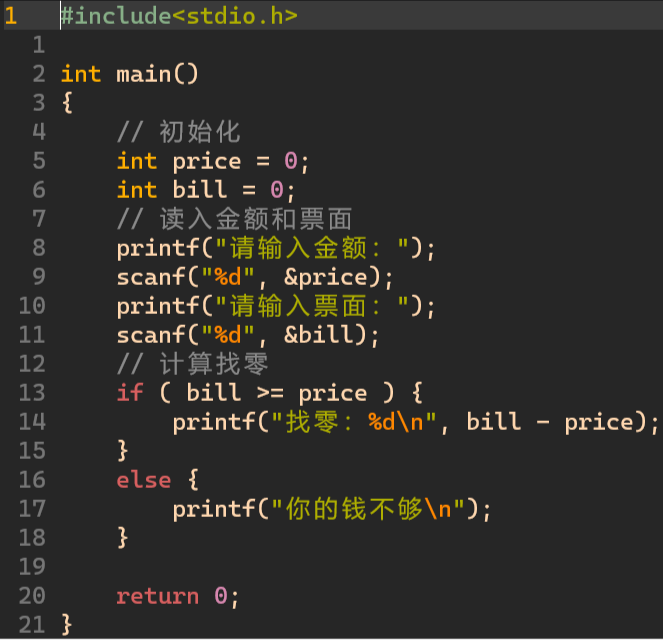 1 #include<stdio.h>
1
2 int main()
3 {
4     // 初始化
5     int price = 0;
6     int bill = 0;
7     // 读入金额和票面
8     printf("请输入金额: ");
9     scanf("%d", &price);
10     printf("请输入票面: ");
11     scanf("%d", &bill);
12     // 计算找零
13     if ( bill >= price ) {
14         printf("找零: %d\n", bill - price);
15     }
16     else {
17         printf("你的钱不够\n");
18     }
19
20     return 0;
21 }